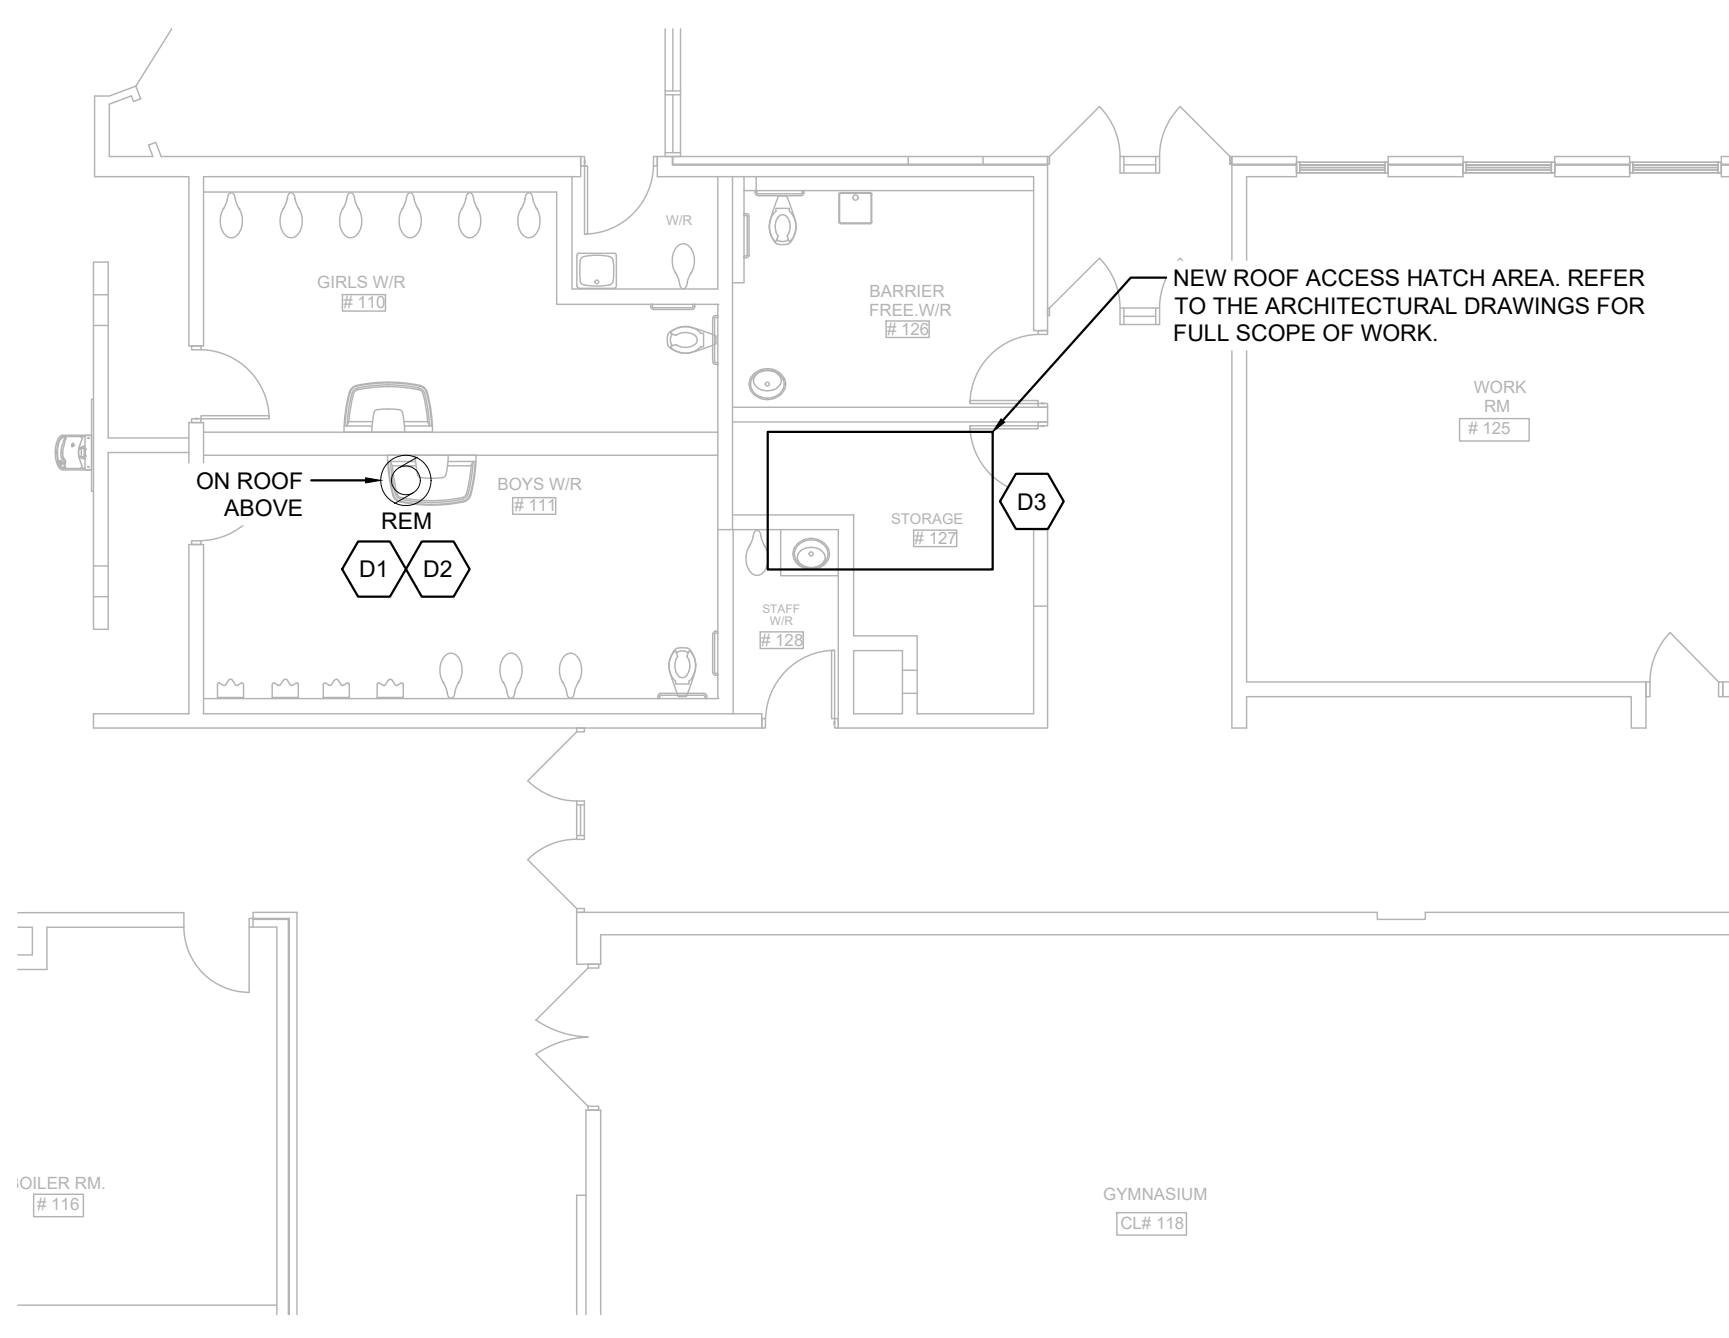 W/R
GIRLS W/R
# 110
BARRIER
FREE.W/R
# 126
NEW ROOF ACCESS HATCH AREA. REFER
TO THE ARCHITECTURAL DRAWINGS FOR
FULL SCOPE OF WORK.
WORK
RM
# 125
ON ROOF
ABOVE
REM
D1
D2
BOYS W/R
# 111
D3
STORAGE
# 127
STAFF
W/R
# 128
OILER RM.
# 116
GYMNASIUM
CL# 118